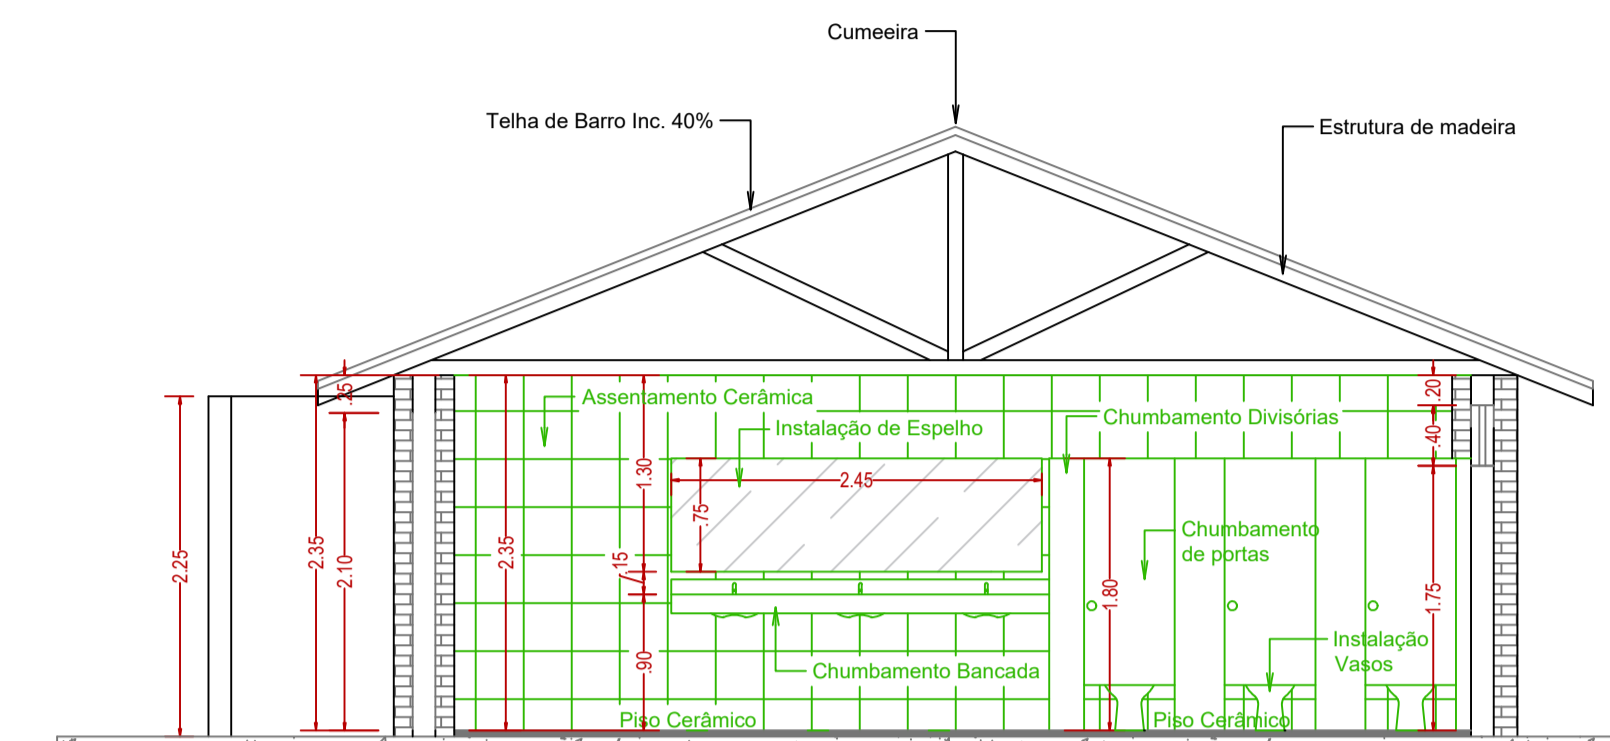 Cumeeira
Telha de Barro Inc. 40%
Estrutura de madeira
.25
.20
Assentamento Cerâmica
Chumbamento Divisórias
Instalação de Espelho
.40
1.30
2.45
.75
Chumbamento
de portas
2.25
2.35
2.10
2.35
.15
1.80
1.75
Instalação
Vasos
.90
Chumbamento Bancada
Piso Cerâmico
Piso Cerâmico